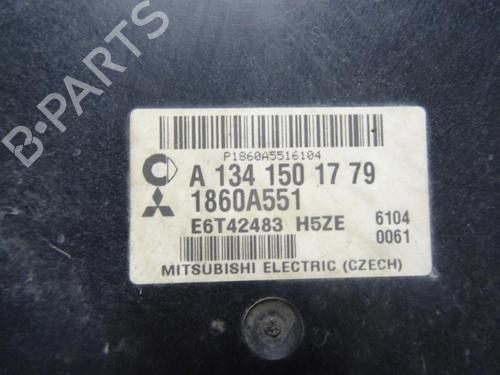 P1860A5516104
A 134 150 17 79
1860A551
E6T42483 H5ZE 6104
0061
MITSUBISHI ELECTRIC (CZECH)
B-PARTS